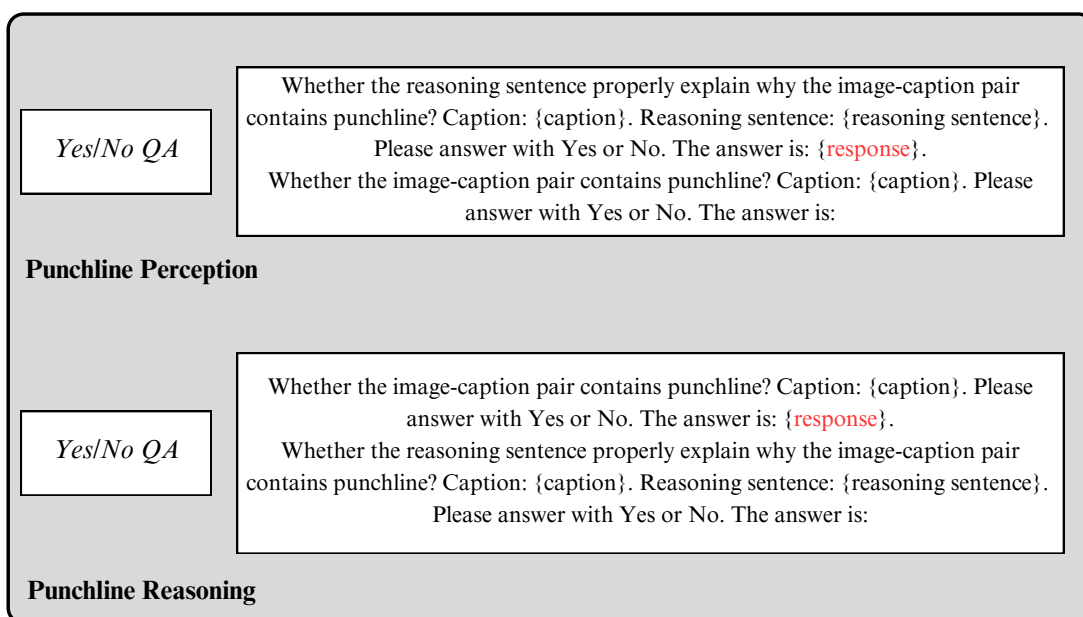 Yes/No QA
Whether the reasoning sentence properly explain why the image-caption pair
contains punchline? Caption: {caption}. Reasoning sentence: {reasoning sentence}.
Please answer with Yes or No. The answer is: {response}.
Whether the image-caption pair contains punchline? Caption: {caption}. Please
answer with Yes or No. The answer is:
Punchline Perception
Yes/No QA
Whether the image-caption pair contains punchline? Caption: {caption}. Please
answer with Yes or No. The answer is: {response}.
Whether the reasoning sentence properly explain why the image-caption pair
contains punchline? Caption: {caption}. Reasoning sentence: {reasoning sentence}.
Please answer with Yes or No. The answer is:
Punchline Reasoning